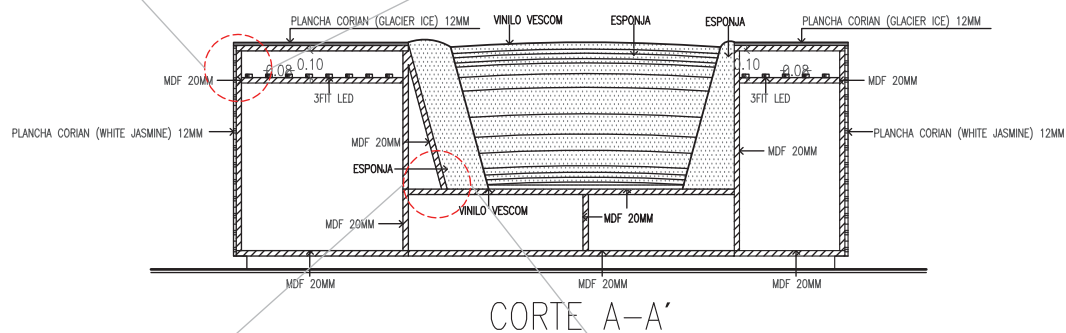 PLANCHA CORIAN (GLACIER ICE) 12MM
VINILO VESCOM
ESPONJA
ESPONJA
PLANCHA CORIAN (GLACIER ICE) 12MM
0.08
0.10
0.10
0.08
MDF 20MM
3FIT LED
3FIT LED
MDF 20MM
PLANCHA CORIAN (WHITE JASMINE) 12MM
MDF 20MM
MDF 20MM
PLANCHA CORIAN (WHITE JASMINE) 12MM
ESPONJA
VINILO VESCOM
MDF 20MM
MDF 20MM
MDF 20MM
MDF 20MM
MDF 20MM
CORTE A-A'